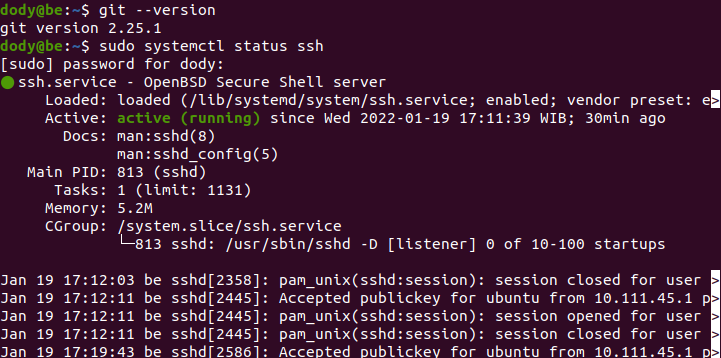 dody@be:~$ git --version
git version 2.25.1
dody@be:~$ sudo systemctl status ssh
[sudo] password for dody:
● ssh.service - OpenBSD Secure Shell server
     Loaded: loaded (/lib/systemd/system/ssh.service; enabled; vendor preset: e>
     Active: active (running) since Wed 2022-01-19 17:11:39 WIB; 30min ago
       Docs: man:sshd(8)
             man:sshd_config(5)
   Main PID: 813 (sshd)
      Tasks: 1 (limit: 1131)
     Memory: 5.2M
     CGroup: /system.slice/ssh.service
             └─813 sshd: /usr/sbin/sshd -D [listener] 0 of 10-100 startups

Jan 19 17:12:03 be sshd[2358]: pam_unix(sshd:session): session closed for user >
Jan 19 17:12:11 be sshd[2445]: Accepted publickey for ubuntu from 10.111.45.1 p>
Jan 19 17:12:11 be sshd[2445]: pam_unix(sshd:session): session opened for user >
Jan 19 17:12:11 be sshd[2445]: pam_unix(sshd:session): session closed for user >
Jan 19 17:19:43 be sshd[2586]: Accepted publickey for ubuntu from 10.111.45.1 p>